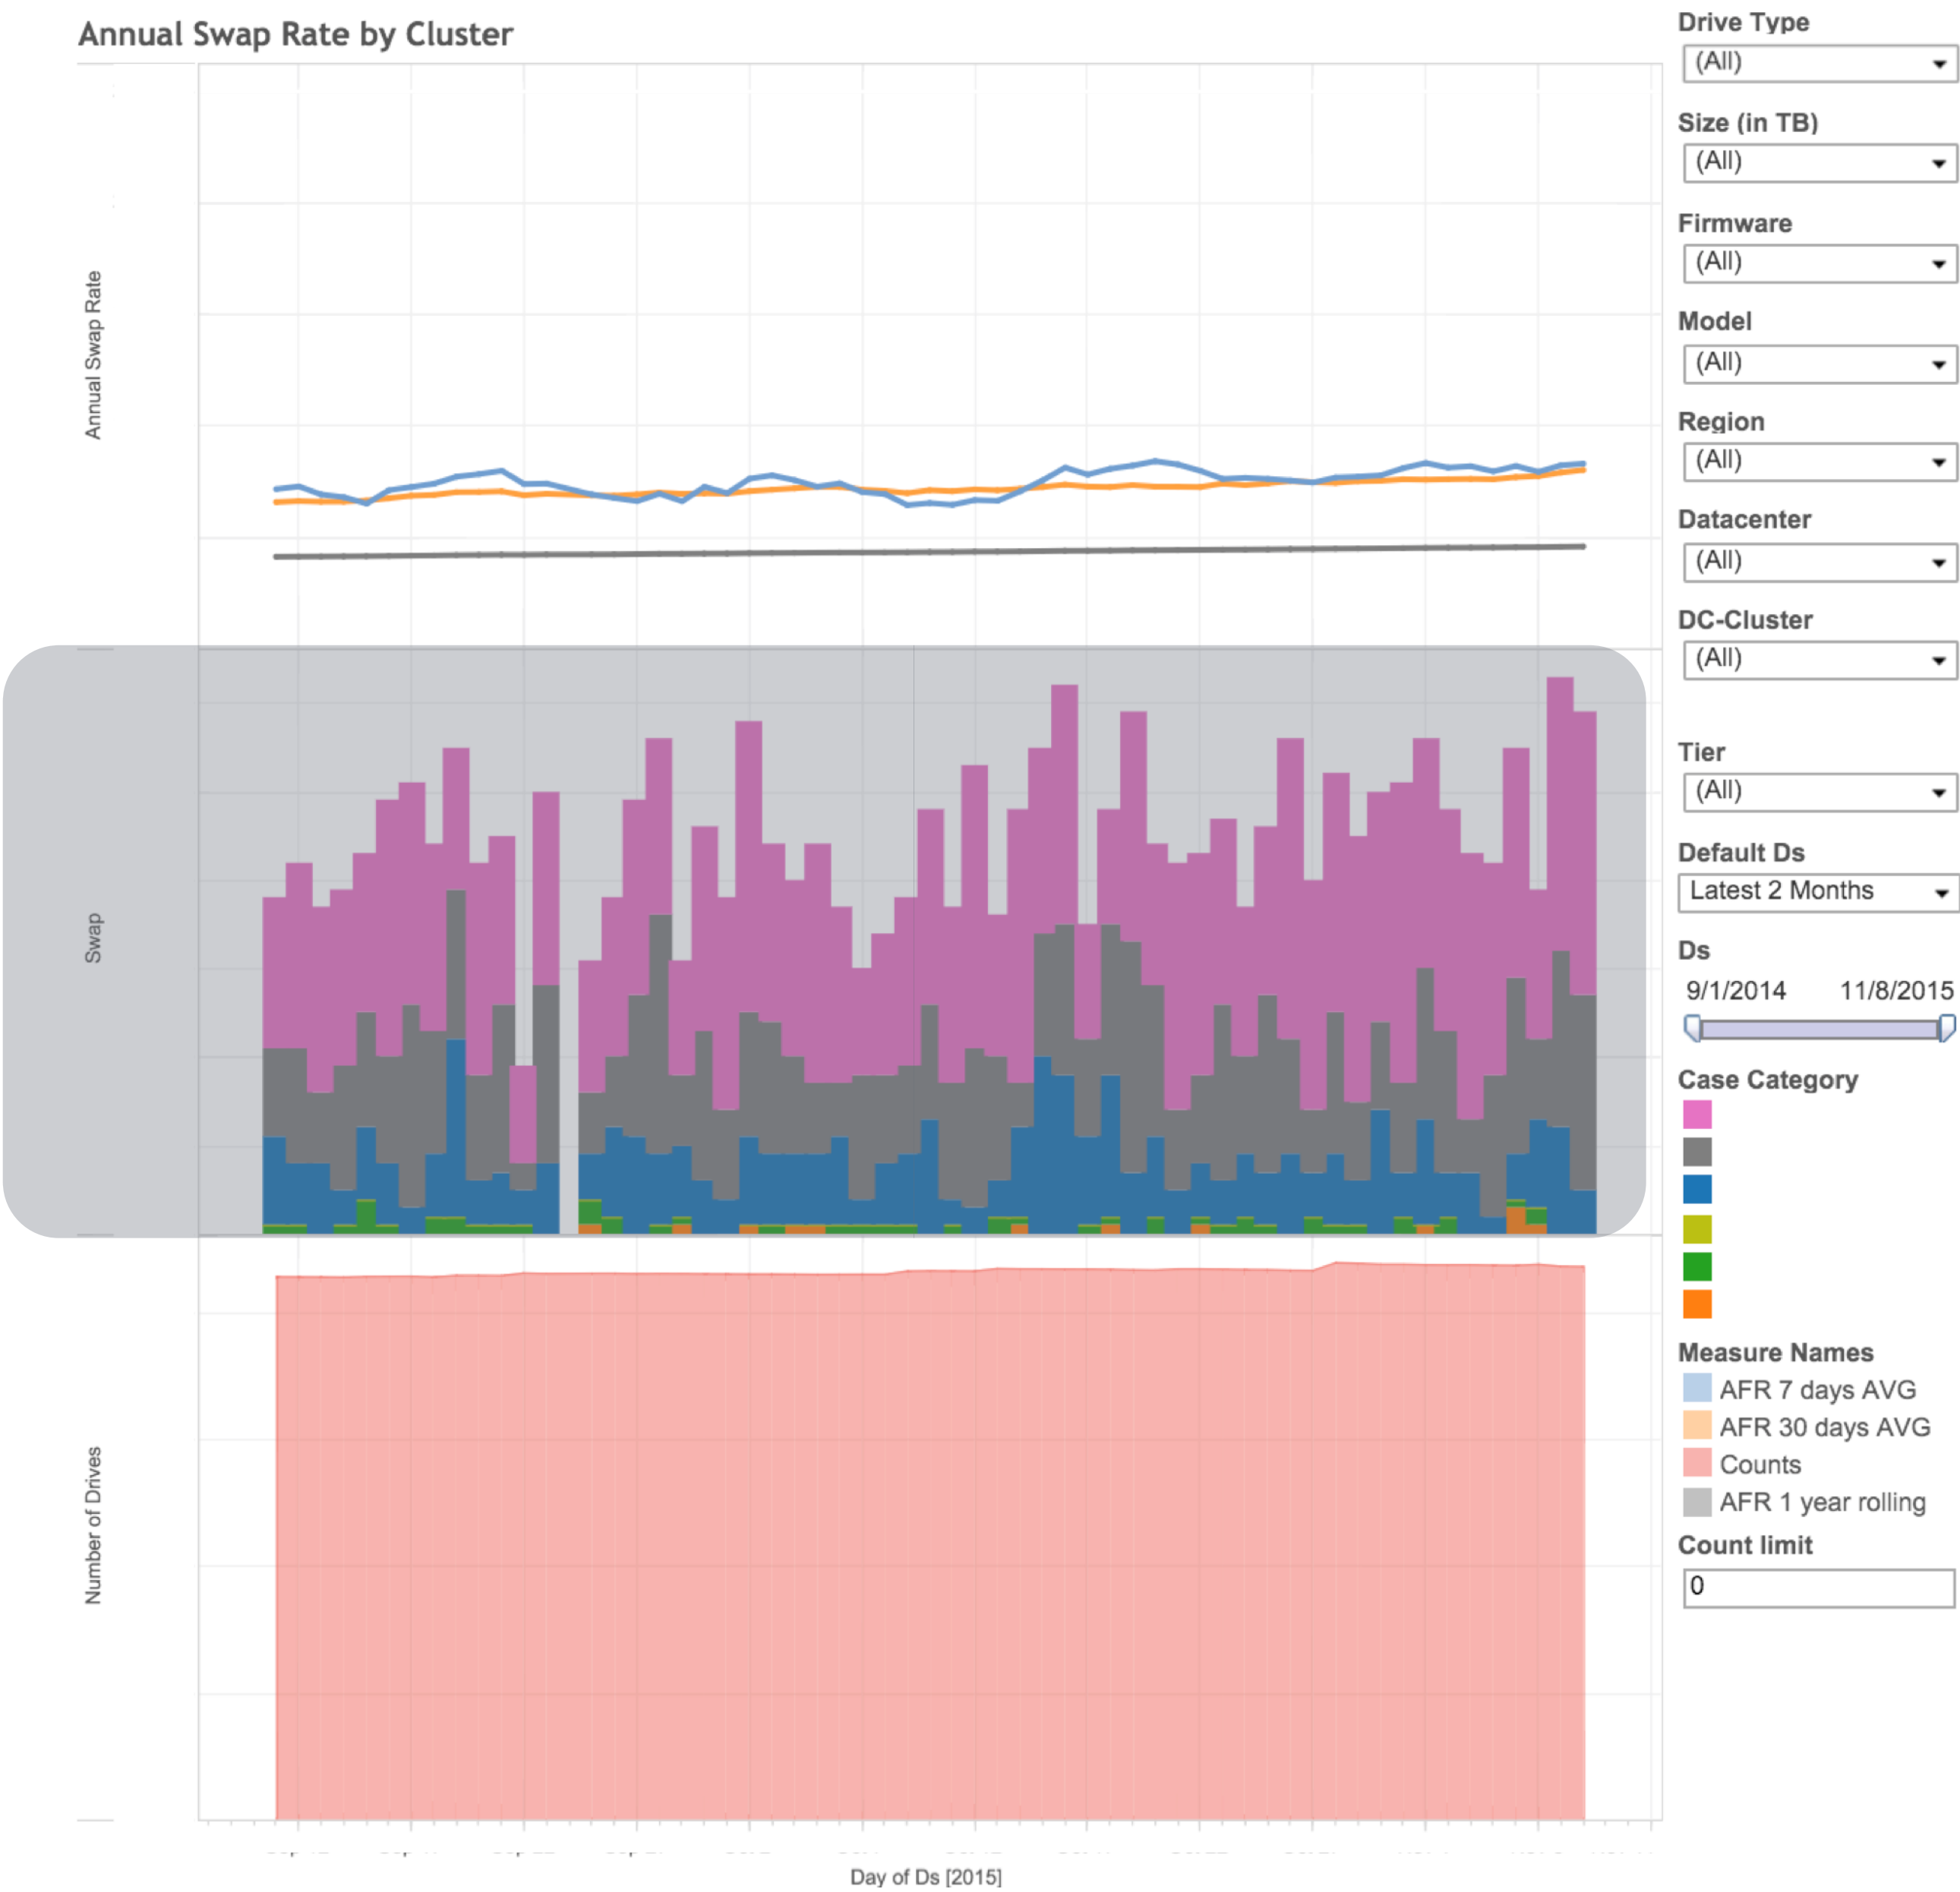 Annual Swap Rate by Cluster
Annual Swap Rate
Swap
Number of Drives
Day of Ds [2015]
Drive Type
(All)
Size (in TB)
(All)
Firmware
(All)
Model
(All)
Region
(All)
Datacenter
(All)
DC-Cluster
(All)
Tier
(All)
Default Ds
Latest 2 Months
Ds
9/1/2014 11/8/2015
Case Category
Measure Names
AFR 7 days AVG
AFR 30 days AVG
Counts
AFR 1 year rolling
Count limit
0